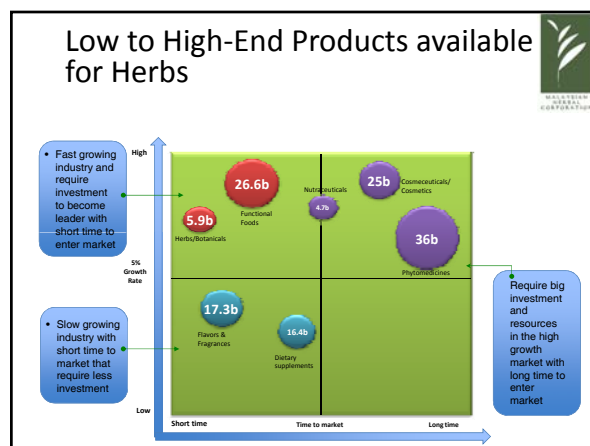 Low to High-End Products available
for Herbs
MALAYSIAN
HERBAL
CORPORATION
• Fast growing
industry and
require
investment
to become
leader with
short time to
enter market
High
26.6b
Functional
Foods
5.9b
Herbs/Botanicals
Nutraceuticals
4.7b
25b
Cosmeceuticals/
Cosmetics
36b
Phytomedicines
5%
Growth
Rate
• Slow growing
industry with
short time to
market that
require less
investment
17.3b
Flavors &
Fragrances
16.4b
Dietary
supplements
Require big
investment
and
resources
in the high
growth
market with
long time to
enter
market
Low
Short time
Time to market
Long time